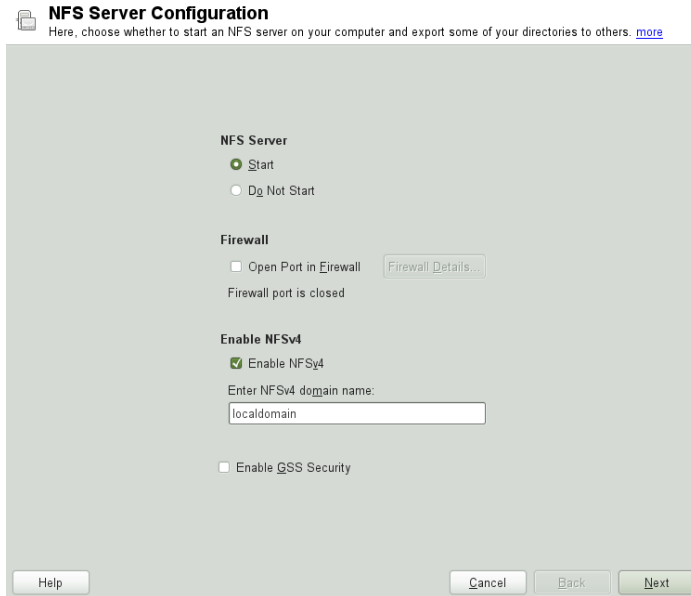 NFS Server Configuration
Here, choose whether to start an NFS server on your computer and export some of your directories to others. more
NFS Server
Start
Do Not Start
Firewall
Open Port in Firewall Firewall Details...
Firewall port is closed
Enable NFSv4
Enable NFSv4
Enter NFSv4 domain name:
localdomain
Enable GSS Security
Help Cancel Back Next